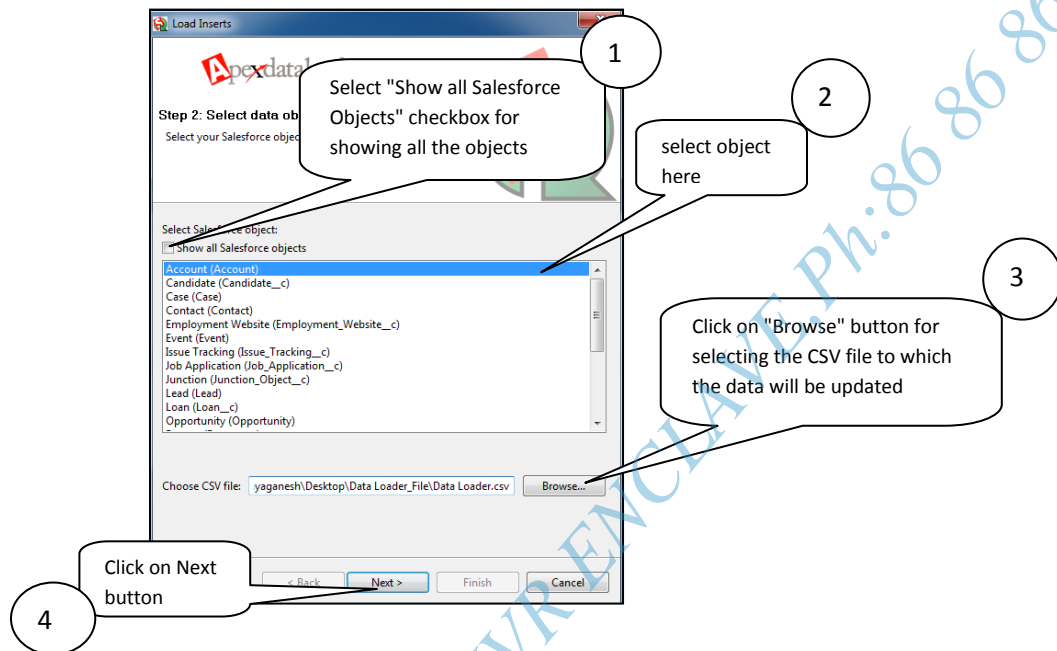 Load Inserts
1
Apexdata
Select "Show all Salesforce
Objects" checkbox for
showing all the objects
2
Step 2: Select data ob
Select your Salesforce objec
select object
here
Select Salesforce object:
Show all Salesforce objects
Account (Account)
Candidate (Candidate__c)
Case (Case)
Contact (Contact)
Employment Website (Employment_Website__c)
Event (Event)
Issue Tracking (Issue_Tracking__c)
Job Application (Job_Application__c)
Junction (Junction_Object__c)
Lead (Lead)
Loan (Loan__c)
Opportunity (Opportunity)
3
Click on "Browse" button for
selecting the CSV file to which
the data will be updated
Choose CSV file: yaganesh\Desktop\Data Loader_File\Data Loader.csv Browse...
Click on Next
button
4
< Back Next > Finish Cancel
VR ENCLAVE.Ph:86 86 86